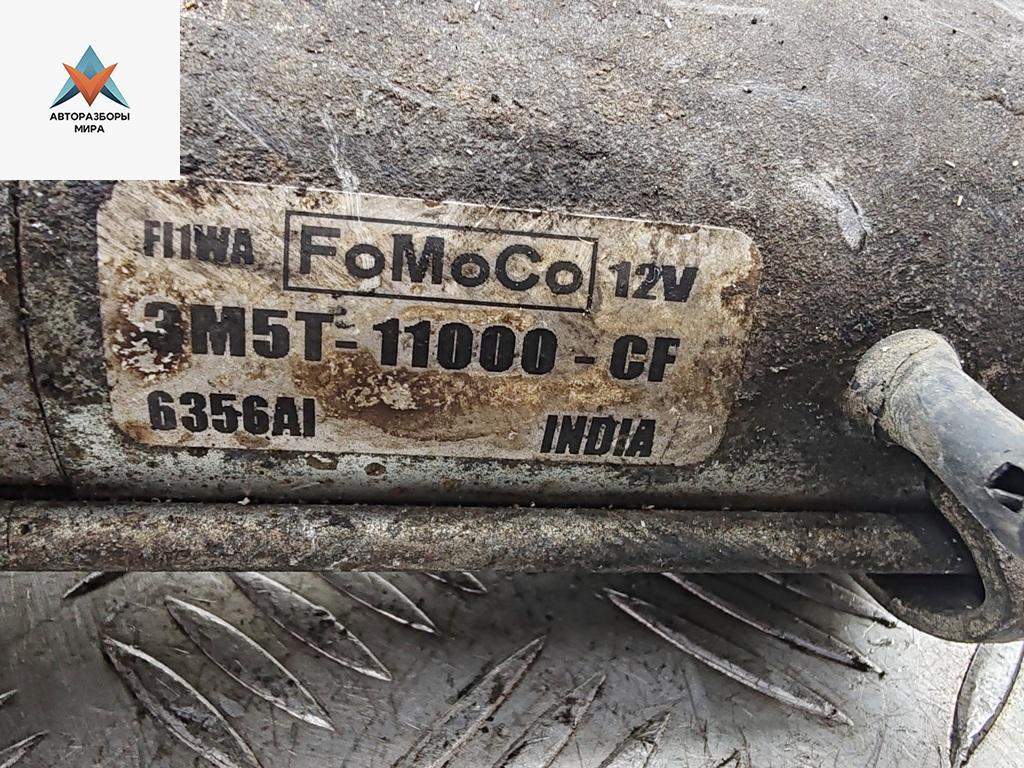 АВТОРАЗБОРЫ
МИРА
FI1WA FoMoCo 12V
3M5T-11000-CF
6356AI INDIA